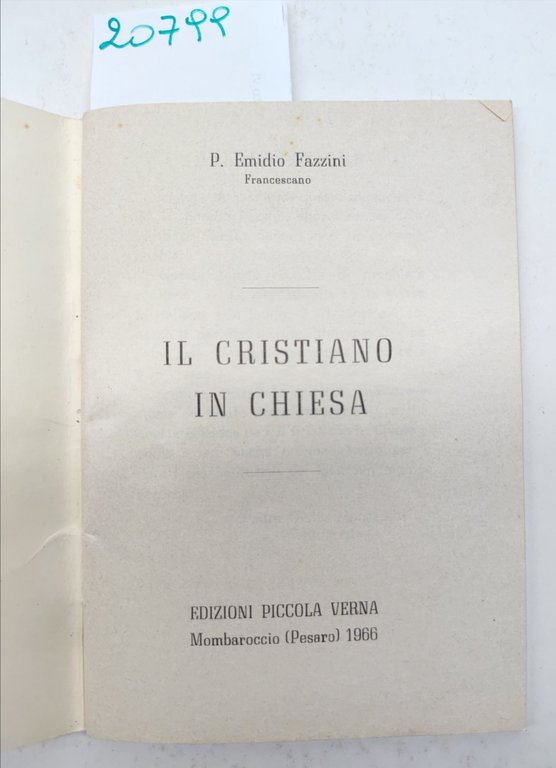 20799
P. Emidio Fazzini
Francescano
IL CRISTIANO
IN CHIESA
EDIZIONI PICCOLA VERNA
Mombaroccio (Pesaro) 1966